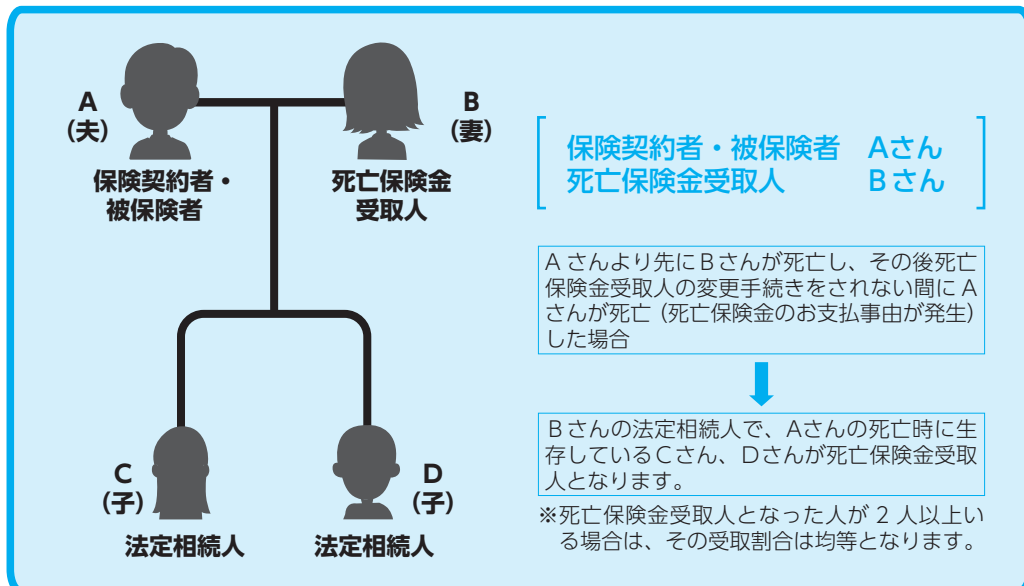 A
(夫)
B
(妻)
保険契約者・
被保険者
死亡保険金
受取人
C
(子)
D
(子)
法定相続人
法定相続人
保険契約者・被保険者 Aさん
死亡保険金受取人 Bさん
Aさんより先にBさんが死亡し、その後死亡
保険金受取人の変更手続きをされない間にA
さんが死亡(死亡保険金のお支払事由が発生)
した場合
Bさんの法定相続人で、Aさんの死亡時に生
存しているCさん、Dさんが死亡保険金受取
人となります。
※死亡保険金受取人となった人が2人以上い
る場合は、その受取割合は均等となります。